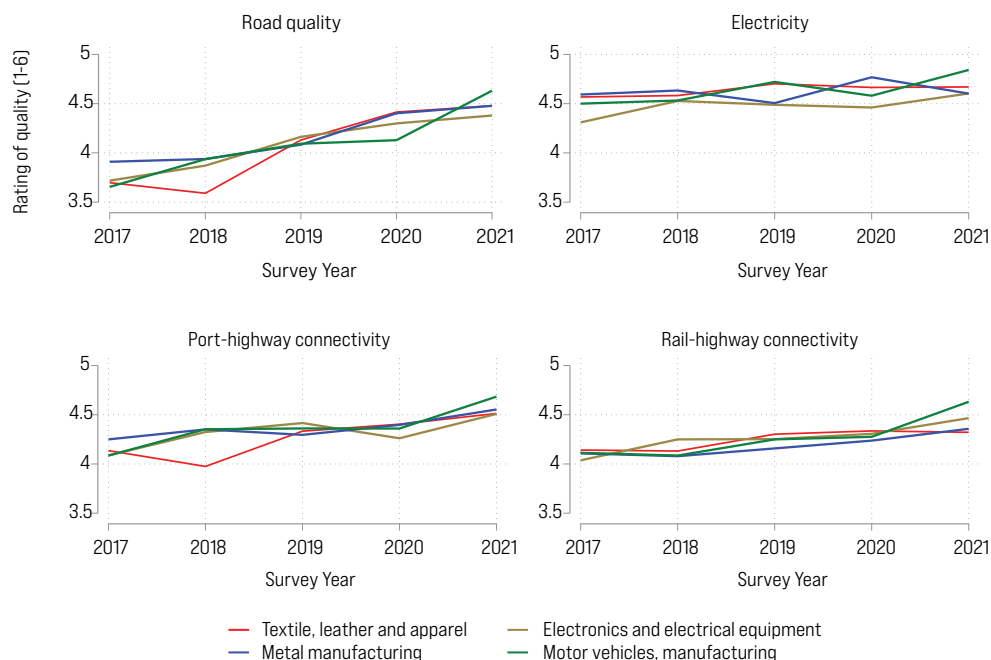 Road quality
Electricity
Rating of quality (1-6)
5
4.5
4
3.5
2017 2018 2019 2020 2021
Survey Year
5
4.5
4
3.5
2017 2018 2019 2020 2021
Survey Year
Port-highway connectivity
Rail-highway connectivity
5
4.5
4
3.5
2017 2018 2019 2020 2021
Survey Year
5
4.5
4
3.5
2017 2018 2019 2020 2021
Survey Year
Textile, leather and apparel
Electronics and electrical equipment
Metal manufacturing
Motor vehicles, manufacturing